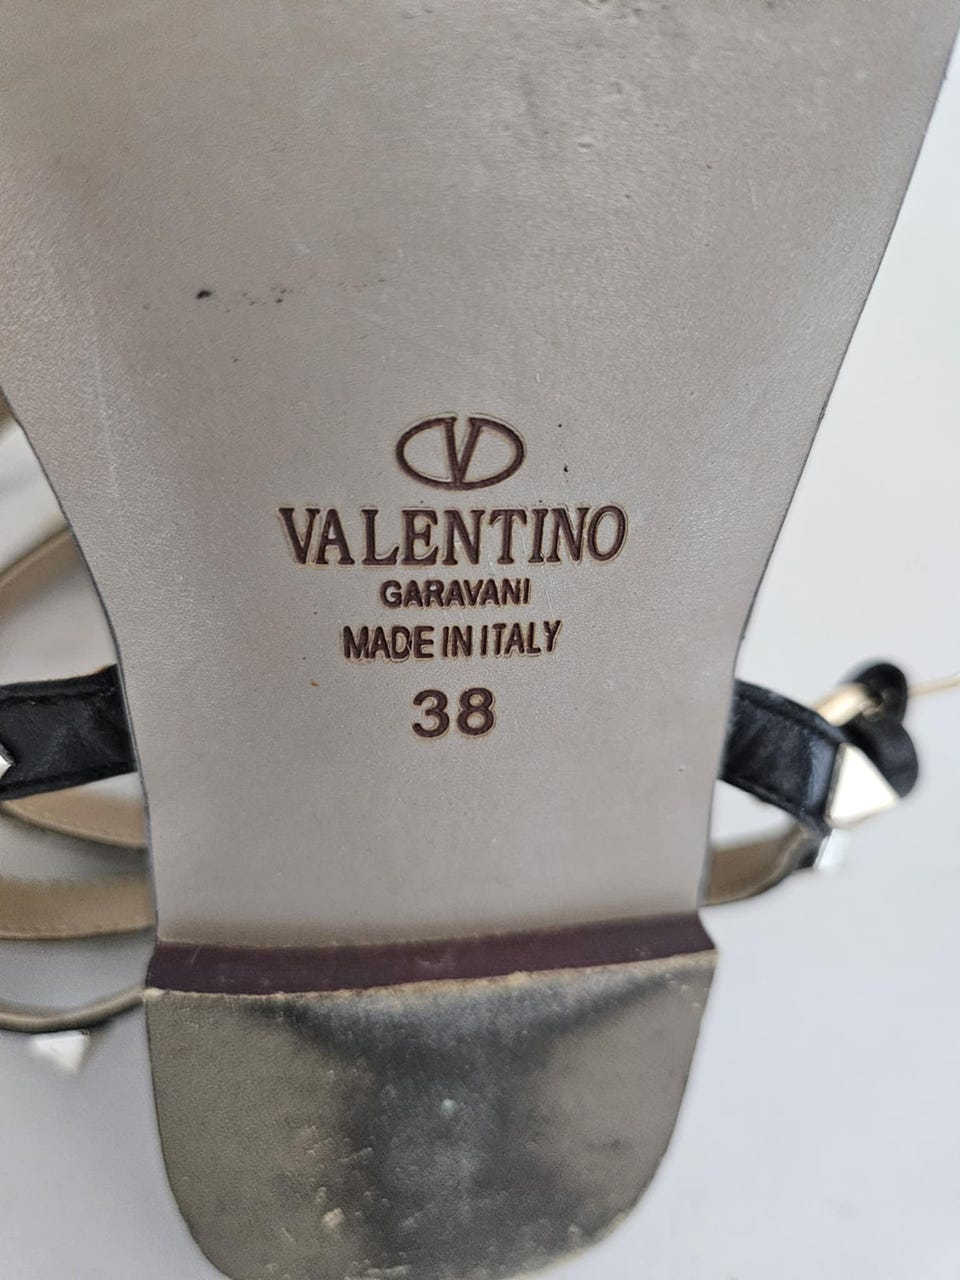 V
VALENTINO
GARAVANI
MADE IN ITALY
38